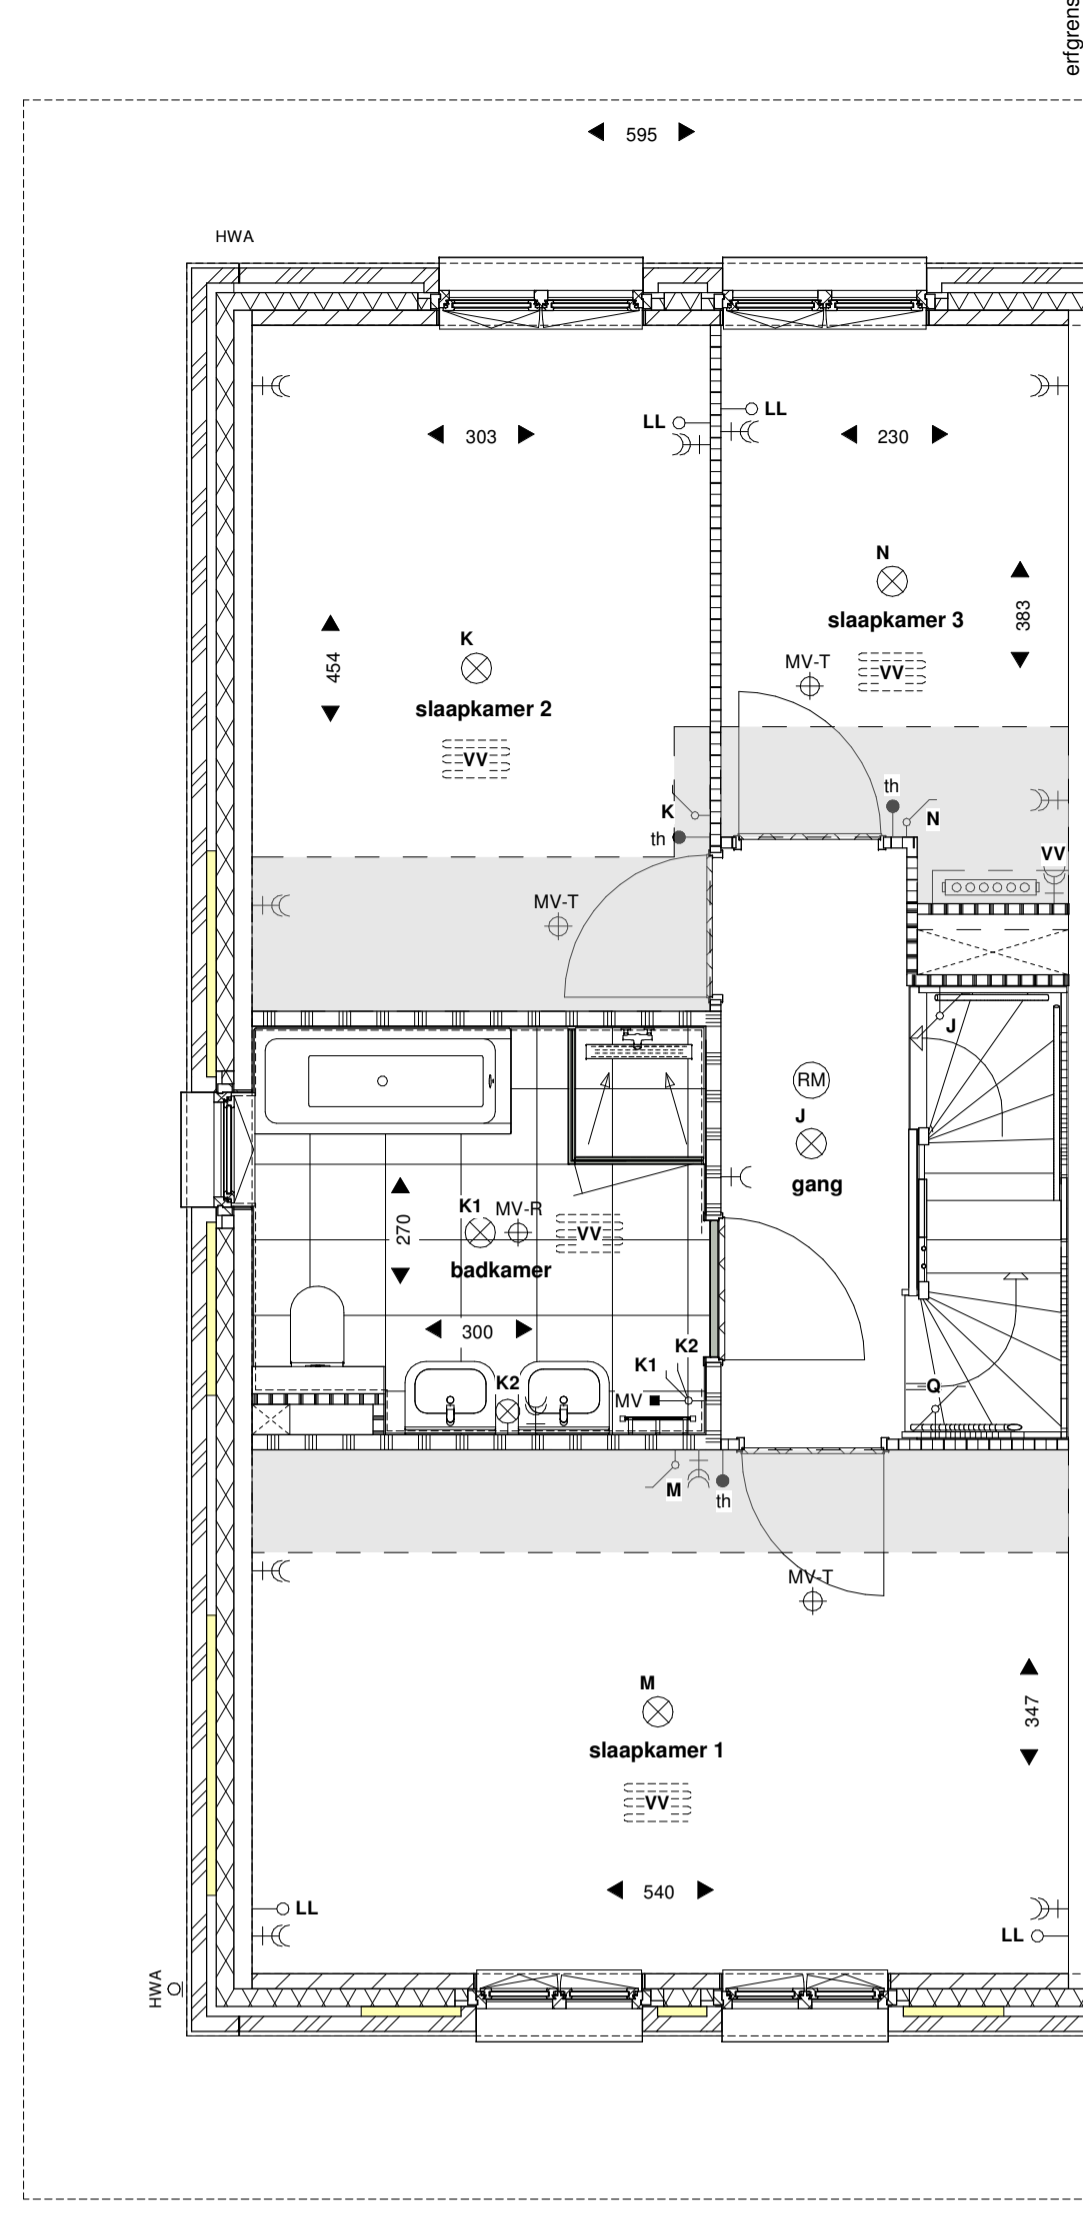 erfgrens
595
HWA
LL
LL
303
230
N
slaapkamer 3
383
K
454
slaapkamer 2
MV-T
VV
VV
th
K
N
th
VV
MV-T
J
RM
J
gang
K1
MV-R
VV
270
badkamer
300
K2
K1
K2
MV
Q
M
th
MV-T
M
347
slaapkamer 1
VV
540
LL
LL
HWA